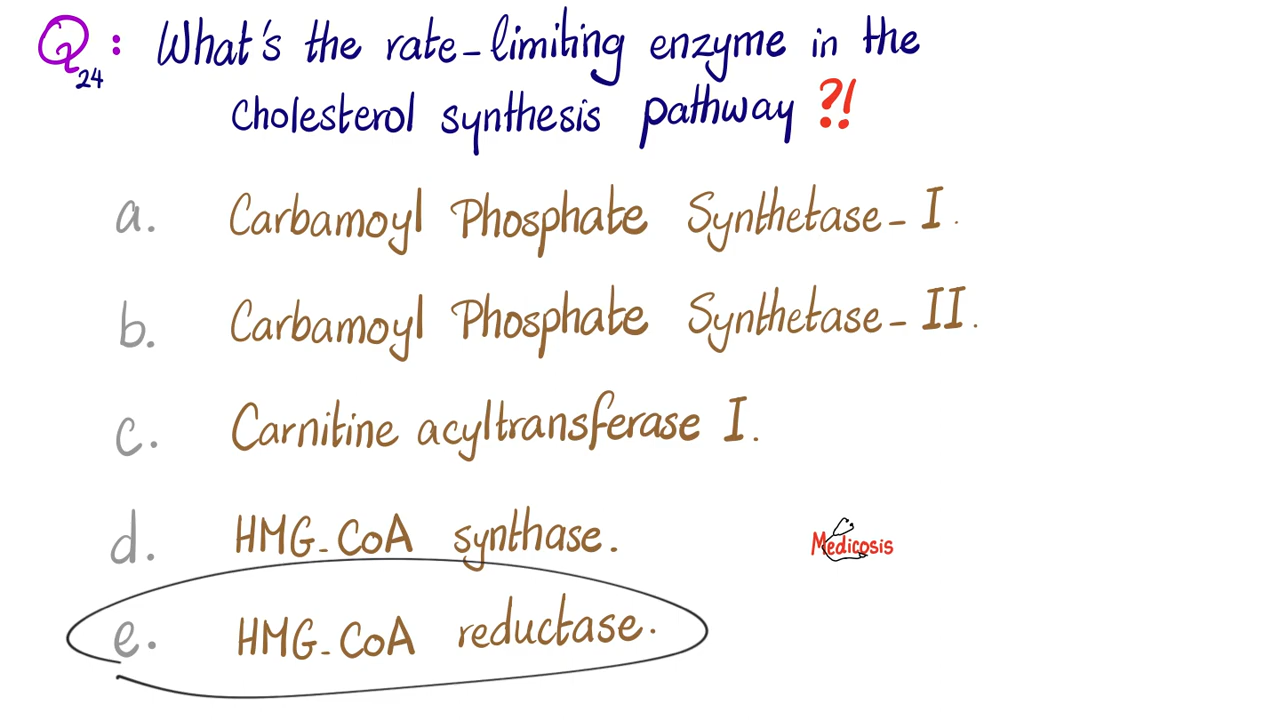 Q24: What's the rate-limiting enzyme in the
cholesterol synthesis pathway ?!
a. Carbamoyl Phosphate Synthetase-I.
b. Carbamoyl Phosphate Synthetase-II.
c. Carnitine acyltransferase I.
d. HMG-CoA synthase.
Medicosis
e. HMG-CoA reductase.